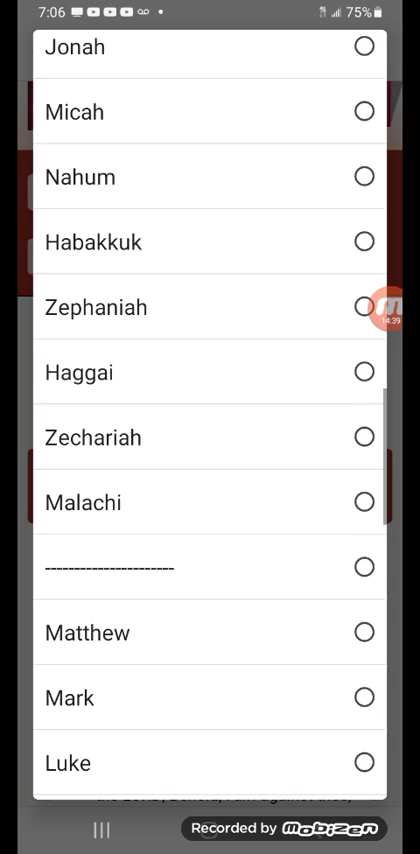 7:06 75%
Jonah
Micah
Nahum
Habakkuk
Zephaniah
14:39
Haggai
Zechariah
Malachi
----------------------
Matthew
Mark
Luke
Recorded by mobizen